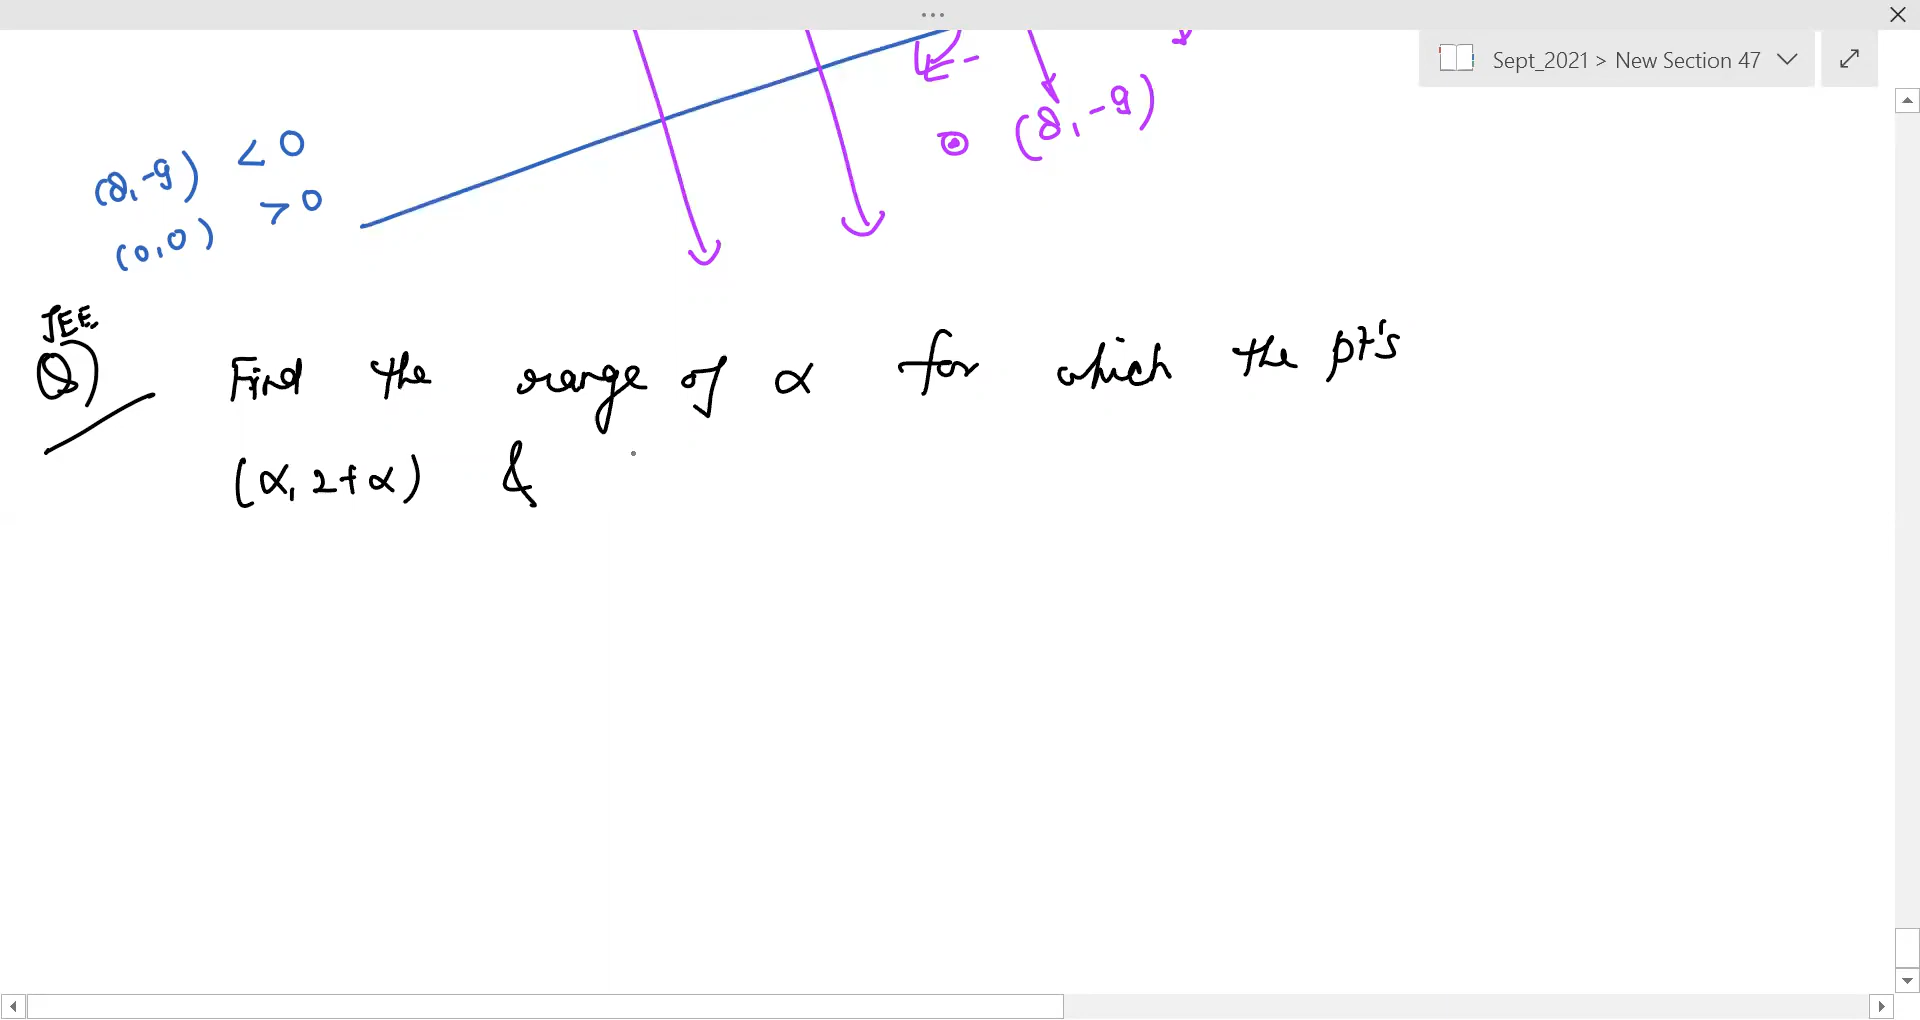 Sept_2021 > New Section 47
(8, -9)
(8, -9) < 0
(0,0) > 0
JEE
Q) Find the range of α for which the pt's
(α, 2+α) &